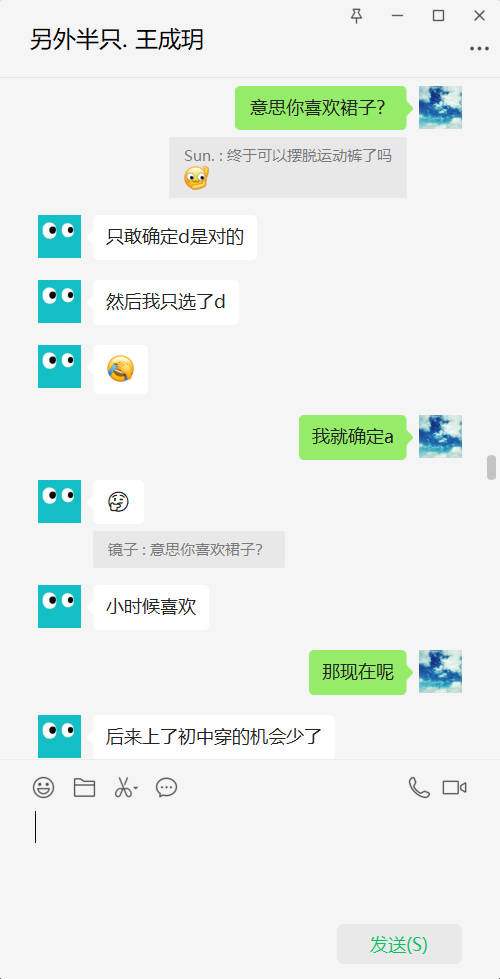 另外半只. 王成玥
意思你喜欢裙子?
Sun. : 终于可以摆脱运动裤了吗
只敢确定d是对的
然后我只选了d
我就确定a
镜子 : 意思你喜欢裙子?
小时候喜欢
那现在呢
后来上了初中穿的机会少了
发送(S)